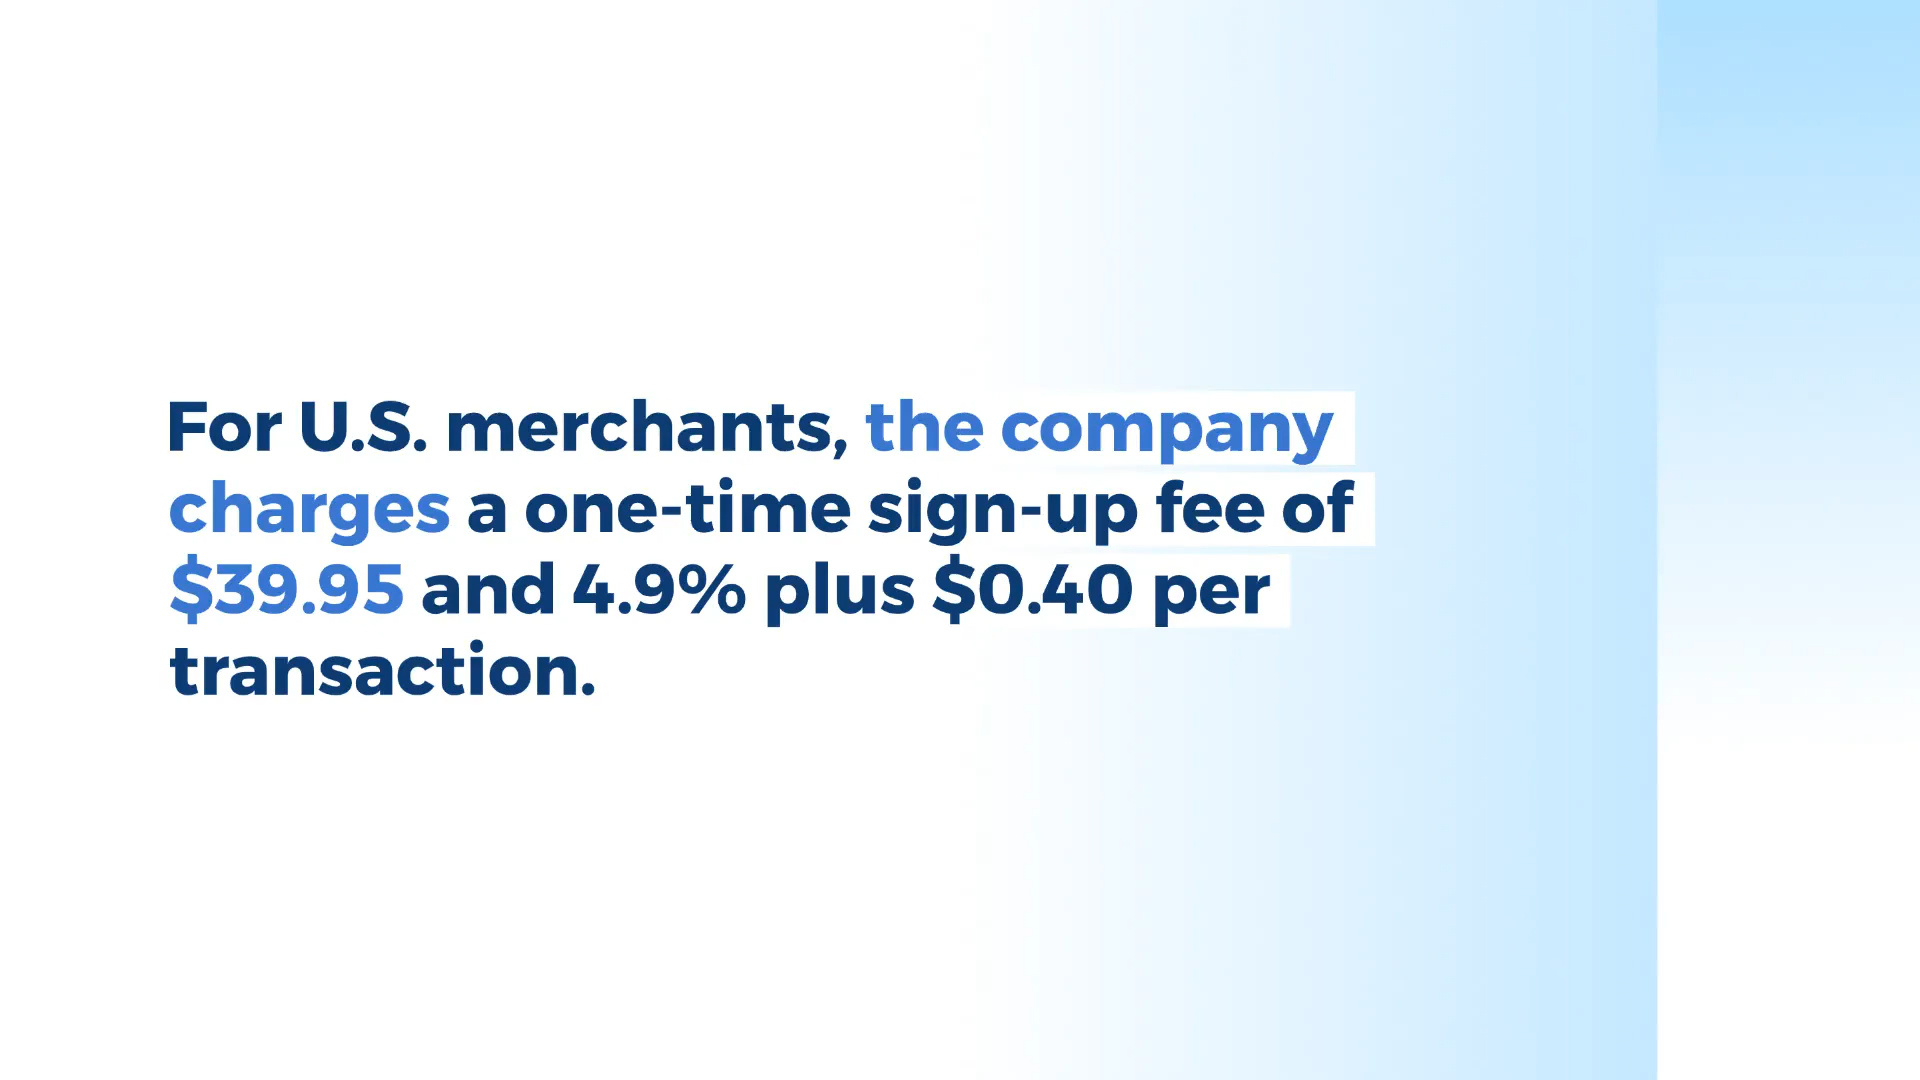 For U.S. merchants, the company
charges a one-time sign-up fee of
$39.95 and 4.9% plus $0.40 per
transaction.